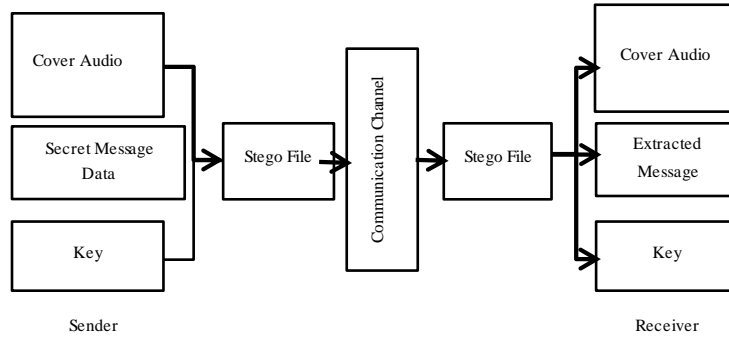 Cover Audio
Secret Message
Data
Key
Sender
Stego File
Communication Channel
Stego File
Cover Audio
Extracted
Message
Key
Receiver